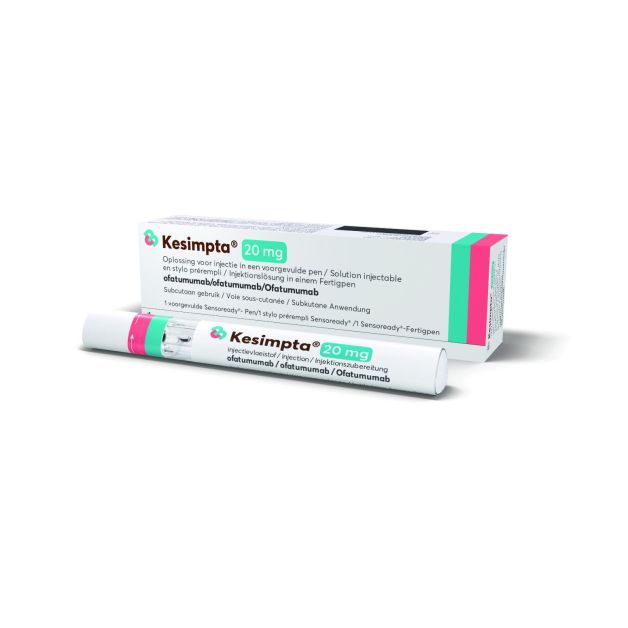 Kesimpta® 20 mg
Oplossing voor injectie in een voorgevulde pen / Solution injectable
en stylo prérempli / Injektionslösung in einem Fertigpen
ofatumumab/ofatumumab/Ofatumumab
Subcutaan gebruik / Voie sous-cutanée / Subkutane Anwendung
1 voorgevulde Sensoready®- Pen/1 stylo prérempli Sensoready® /1 Sensoready®-Fertigpen
Kesimpta® 20 mg
injectievloeistof / injection / Injektionszubereitung
ofatumumab / ofatumumab / Ofatumumab